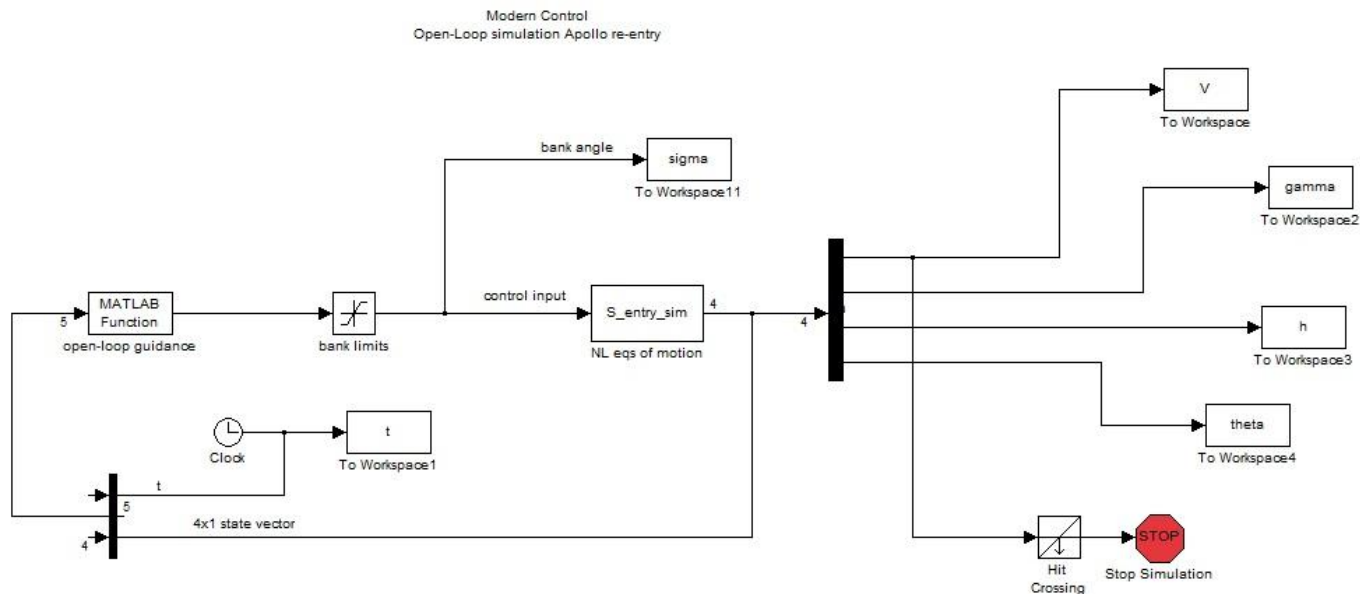 Modern Control
Open-Loop simulation Apollo re-entry
V
To Workspace
bank angle
sigma
To Workspace11
gamma
To Workspace2
5
MATLAB
Function
open-loop guidance
bank limits
control input
S_entry_sim
NL eqs of motion
4
4
h
To Workspace3
Clock
t
To Workspace1
theta
To Workspace4
t
5
4x1 state vector
4
Hit
Crossing
STOP
Stop Simulation